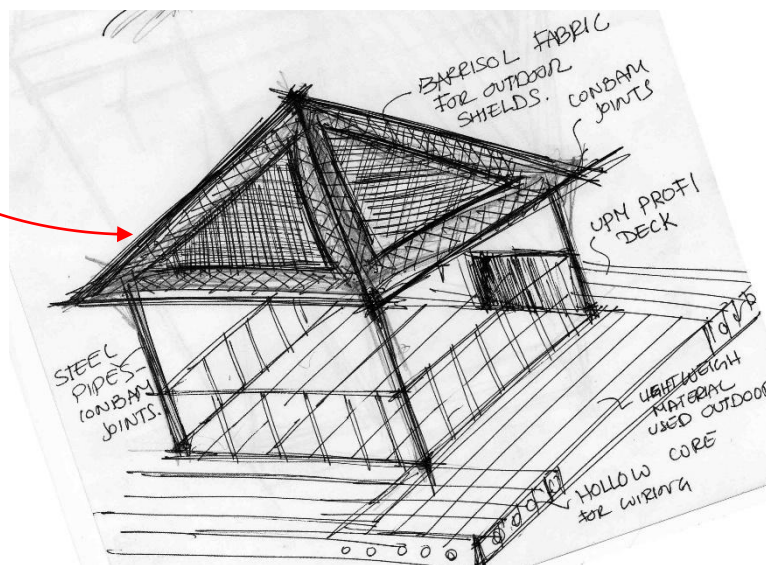 BARRISOL FABRIC
FOR OUTDOOR
SHIELDS.
CONBAM
JOINTS
UPM PROFI
DECK
STEEL
PIPES-
CONBAM
JOINTS.
LIGHTWEIGH
MATERIAL
USED OUTDOOR
HOLLOW CORE
FOR WIRING